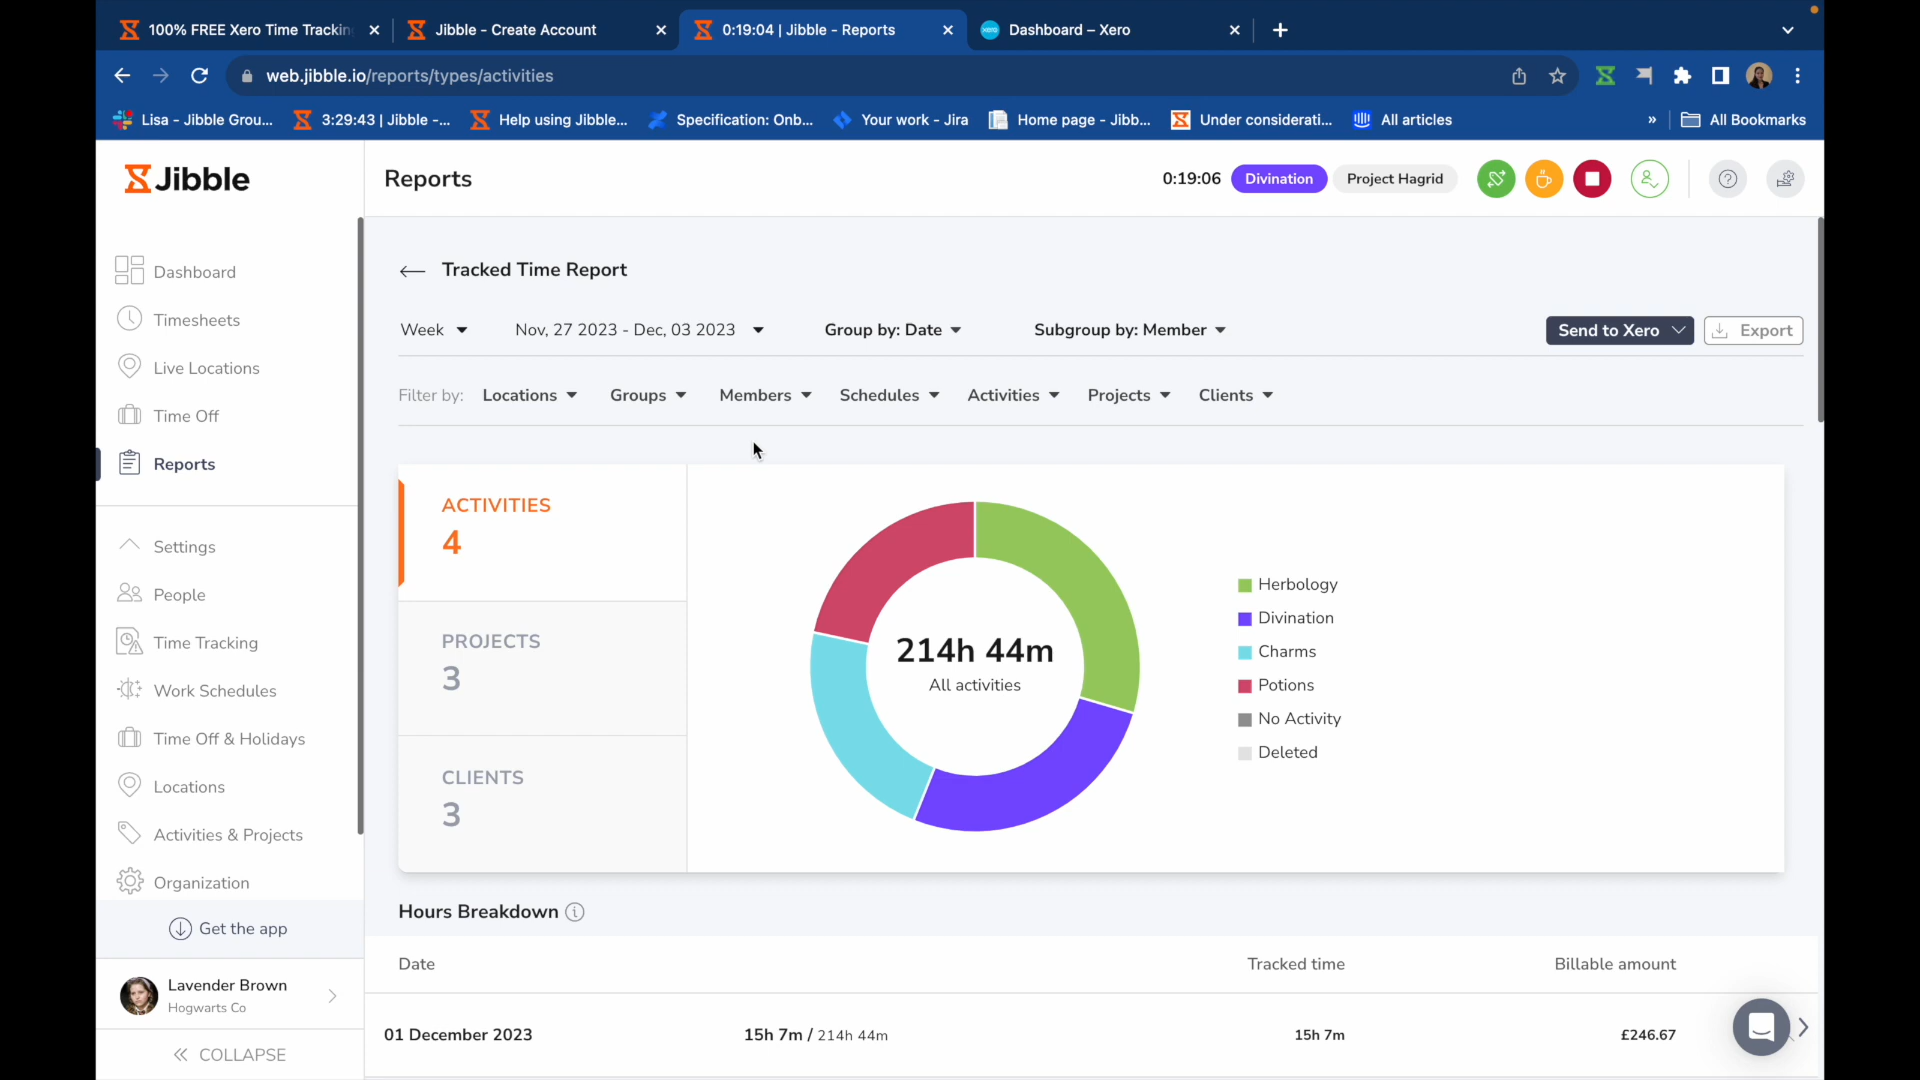 100% FREE Xero Time Trackin
Jibble - Create Account
0:19:04 | Jibble - Reports
Dashboard – Xero
web.jibble.io/reports/types/activities
Lisa - Jibble Grou...
3:29:43 | Jibble -...
Help using Jibble...
Specification: Onb...
Your work - Jira
Home page - Jibb...
Under considerati...
All articles
»
All Bookmarks
Jibble
Reports
0:19:06
Divination
Project Hagrid
Dashboard
Timesheets
Live Locations
Time Off
Reports
Settings
People
Time Tracking
Work Schedules
Time Off & Holidays
Locations
Activities & Projects
Organization
Get the app
Lavender Brown
Hogwarts Co
COLLAPSE
Tracked Time Report
Week
Nov, 27 2023 - Dec, 03 2023
Group by: Date
Subgroup by: Member
Send to Xero
Export
Filter by:
Locations
Groups
Members
Schedules
Activities
Projects
Clients
ACTIVITIES
4
PROJECTS
3
CLIENTS
3
214h 44m
All activities
Herbology
Divination
Charms
Potions
No Activity
Deleted
Hours Breakdown
Date
Tracked time
Billable amount
01 December 2023
15h 7m / 214h 44m
15h 7m
£246.67